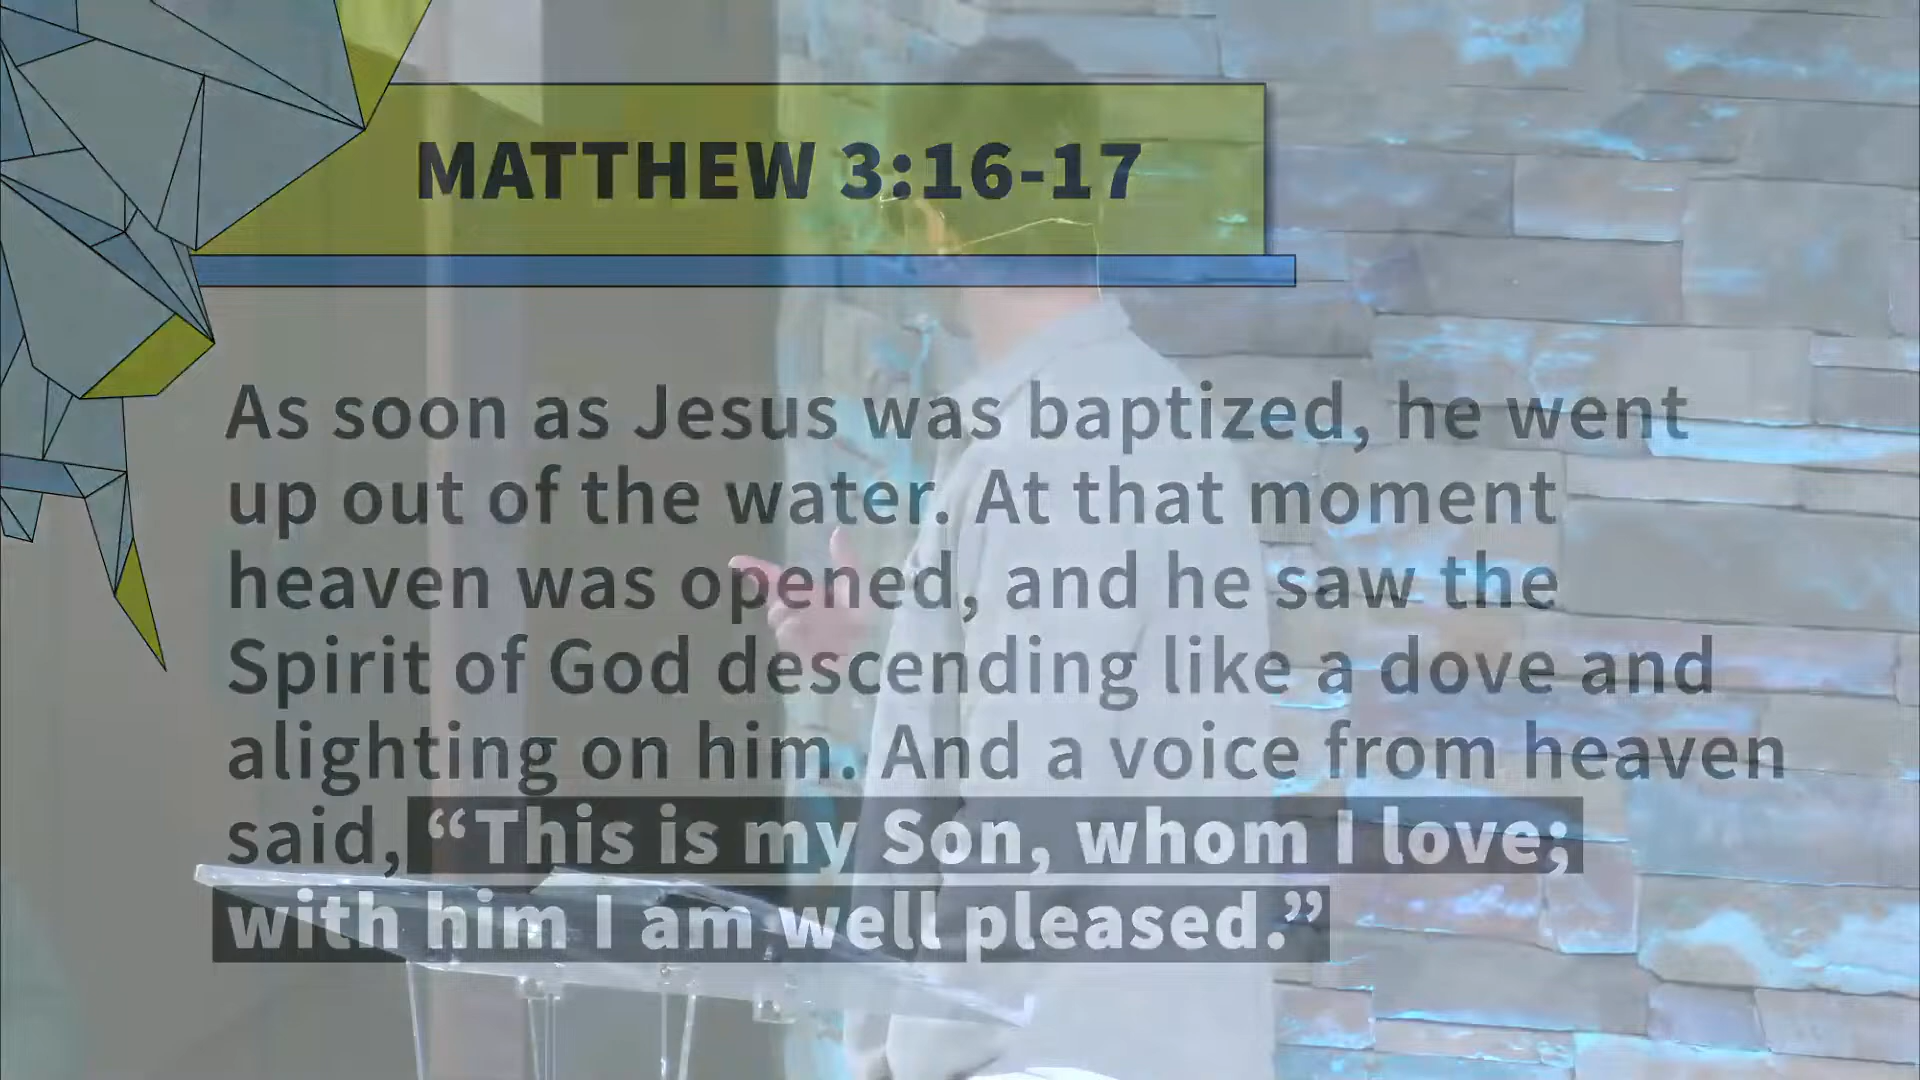 MATTHEW 3:16-17
As soon as Jesus was baptized, he went
up out of the water. At that moment
heaven was opened, and he saw the
Spirit of God descending like a dove and
alighting on him. And a voice from heaven
said, “This is my Son, whom I love;
with him I am well pleased.”